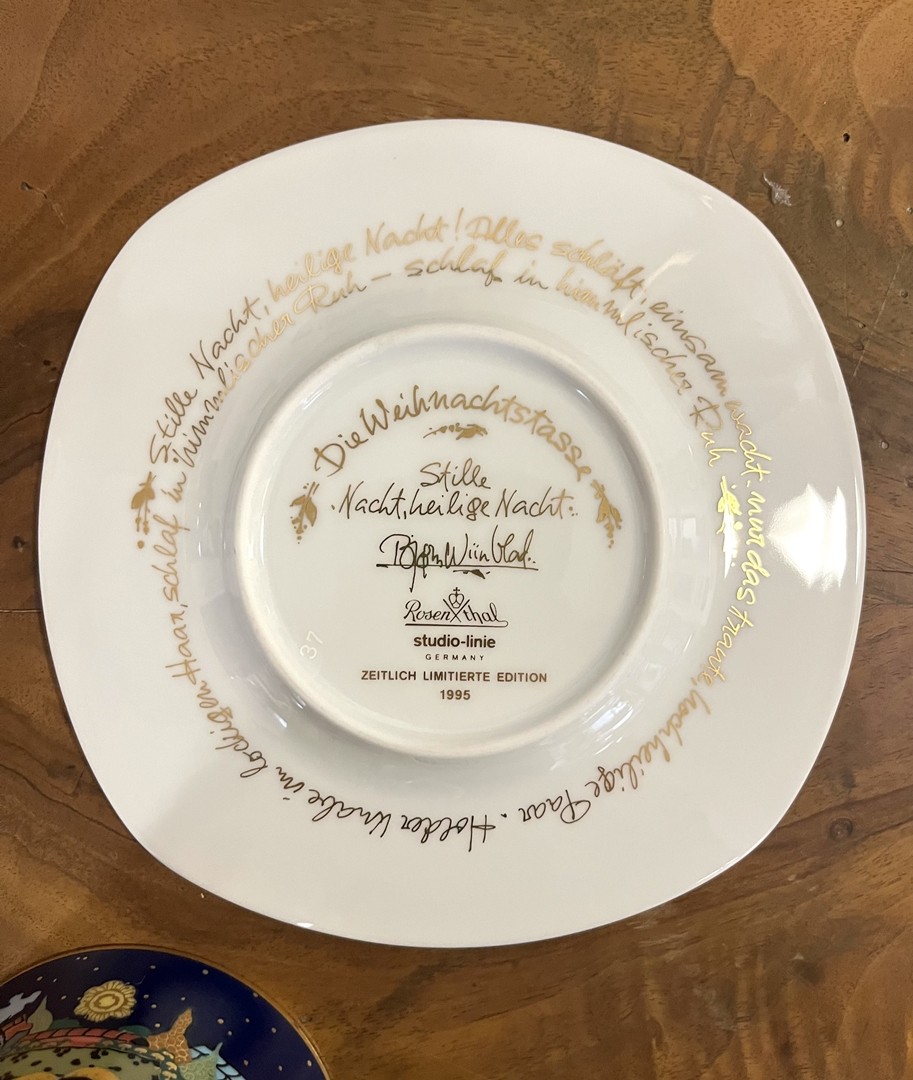 Stille Nacht, heilige Nacht! Alles schläft, einsam wacht. nur das traute, hochheilige Paar. Holder Knabe im lockigen Haar, schlaf in himmlischer Ruh – schlaf in himmlischer Ruh
Die Weihnachtstasse
Stille
Nacht, heilige Nacht
Bjørn Wiinblad.
Rosenthal
studio-linie
GERMANY
ZEITLICH LIMITIERTE EDITION
1995
37